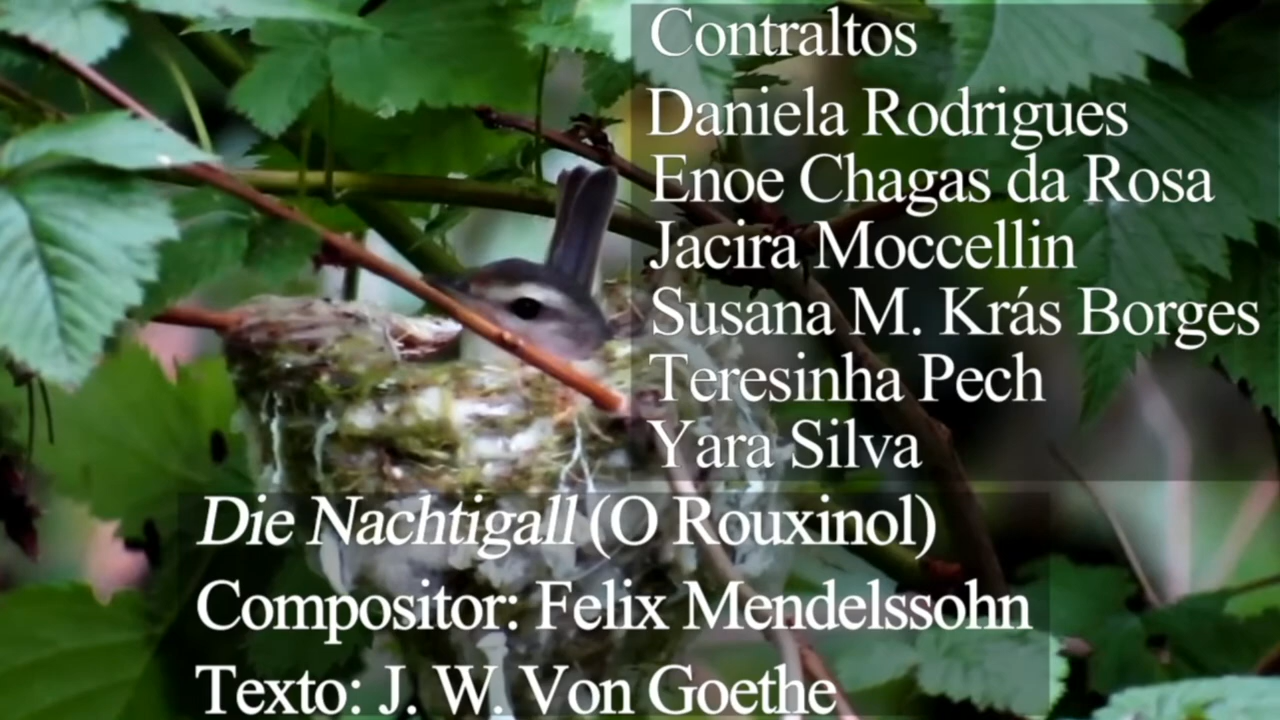 Contraltos
Daniela Rodrigues
Enoe Chagas da Rosa
Jacira Moccellin
Susana M. Krás Borges
Teresinha Pech
Yara Silva
Die Nachtigall (O Rouxinol)
Compositor: Felix Mendelssohn
Texto: J. W. Von Goethe